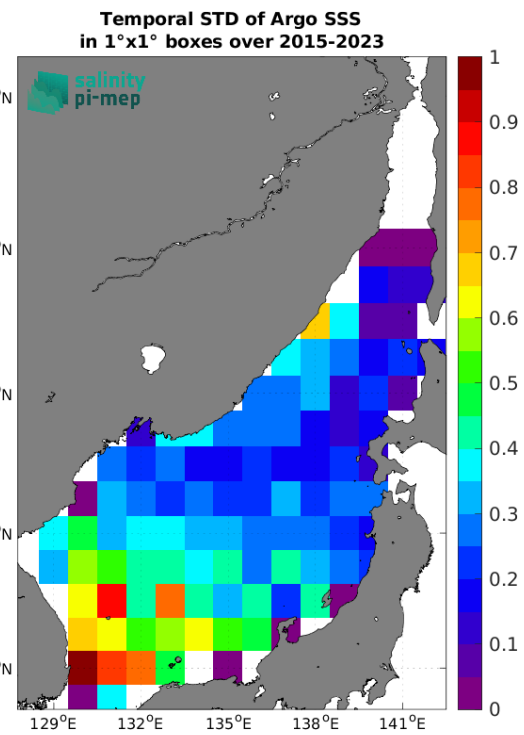 Temporal STD of Argo SSS
in 1°x1° boxes over 2015-2023
salinity
pi-mep
1
0.9
0.8
0.7
0.6
0.5
0.4
0.3
0.2
0.1
0
°N
°N
°N
°N
°N
129°E 132°E 135°E 138°E 141°E